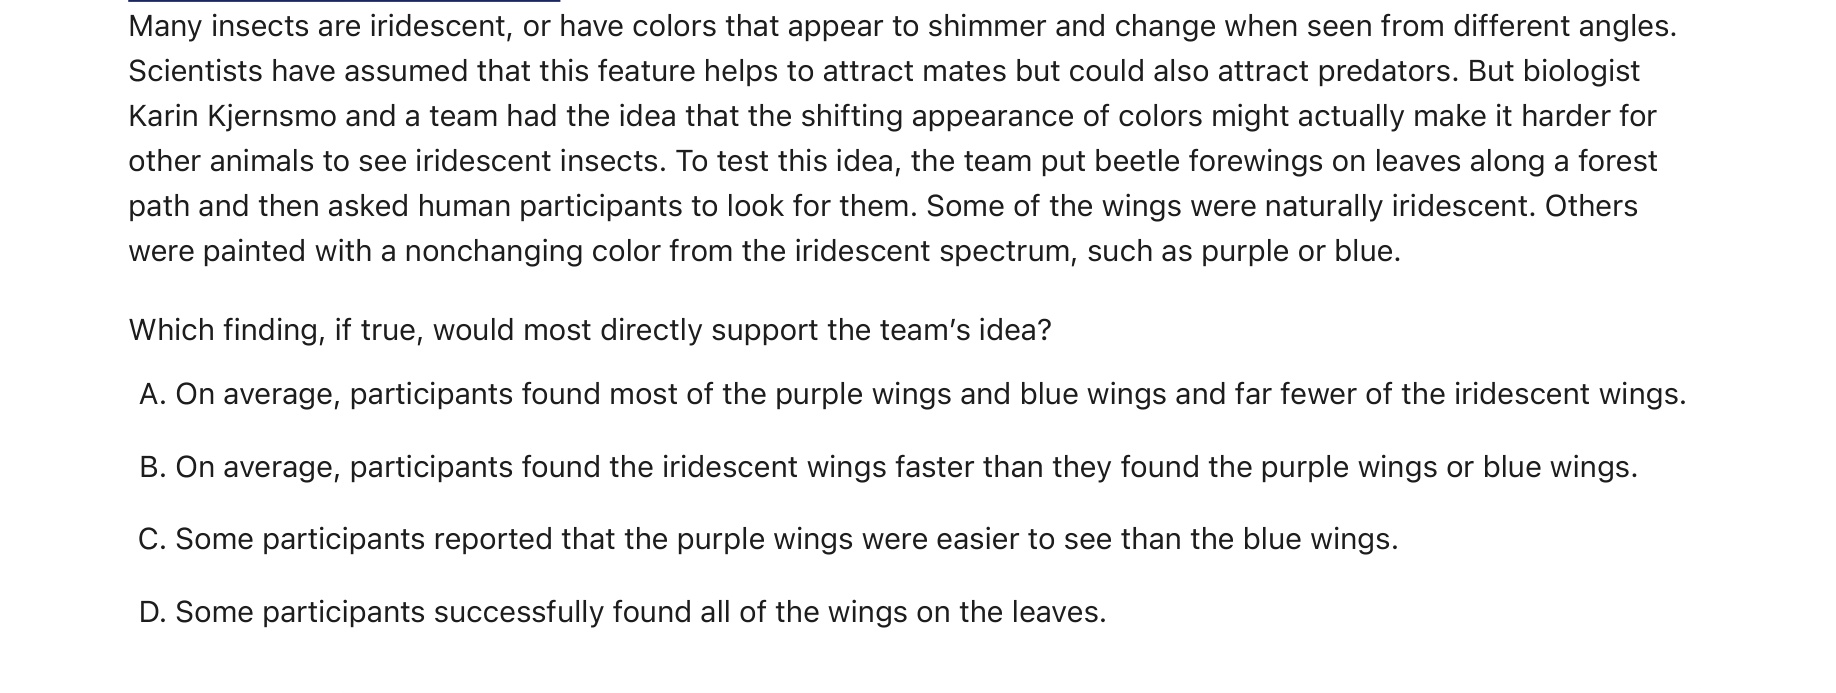 Many insects are iridescent, or have colors that appear to shimmer and change when seen from different angles.
Scientists have assumed that this feature helps to attract mates but could also attract predators. But biologist
Karin Kjernsmo and a team had the idea that the shifting appearance of colors might actually make it harder for
other animals to see iridescent insects. To test this idea, the team put beetle forewings on leaves along a forest
path and then asked human participants to look for them. Some of the wings were naturally iridescent. Others
were painted with a nonchanging color from the iridescent spectrum, such as purple or blue.
Which finding, if true, would most directly support the team’s idea?
A. On average, participants found most of the purple wings and blue wings and far fewer of the iridescent wings.
B. On average, participants found the iridescent wings faster than they found the purple wings or blue wings.
C. Some participants reported that the purple wings were easier to see than the blue wings.
D. Some participants successfully found all of the wings on the leaves.